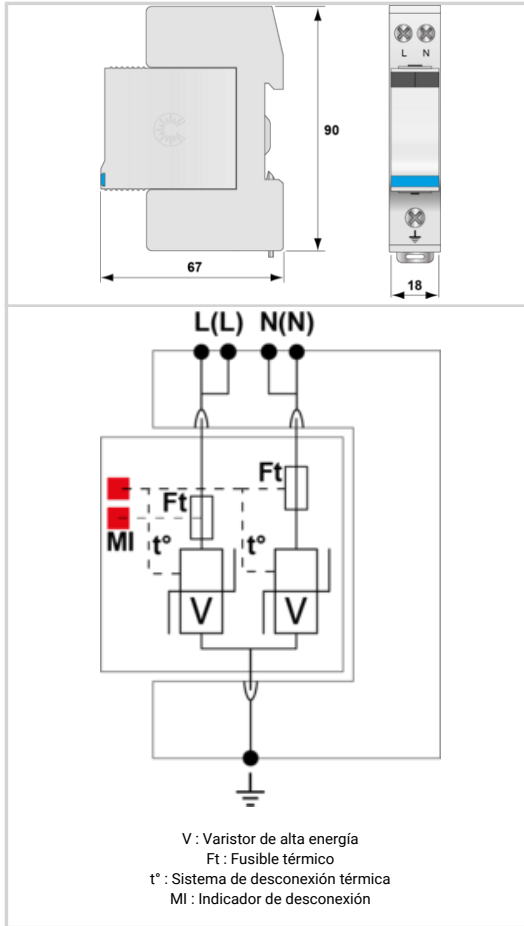 L N
90
67
18
L(L) N(N)
Ft
Ft
MI t° t°
V V
V : Varistor de alta energía
Ft : Fusible térmico
t° : Sistema de desconexión térmica
MI : Indicador de desconexión